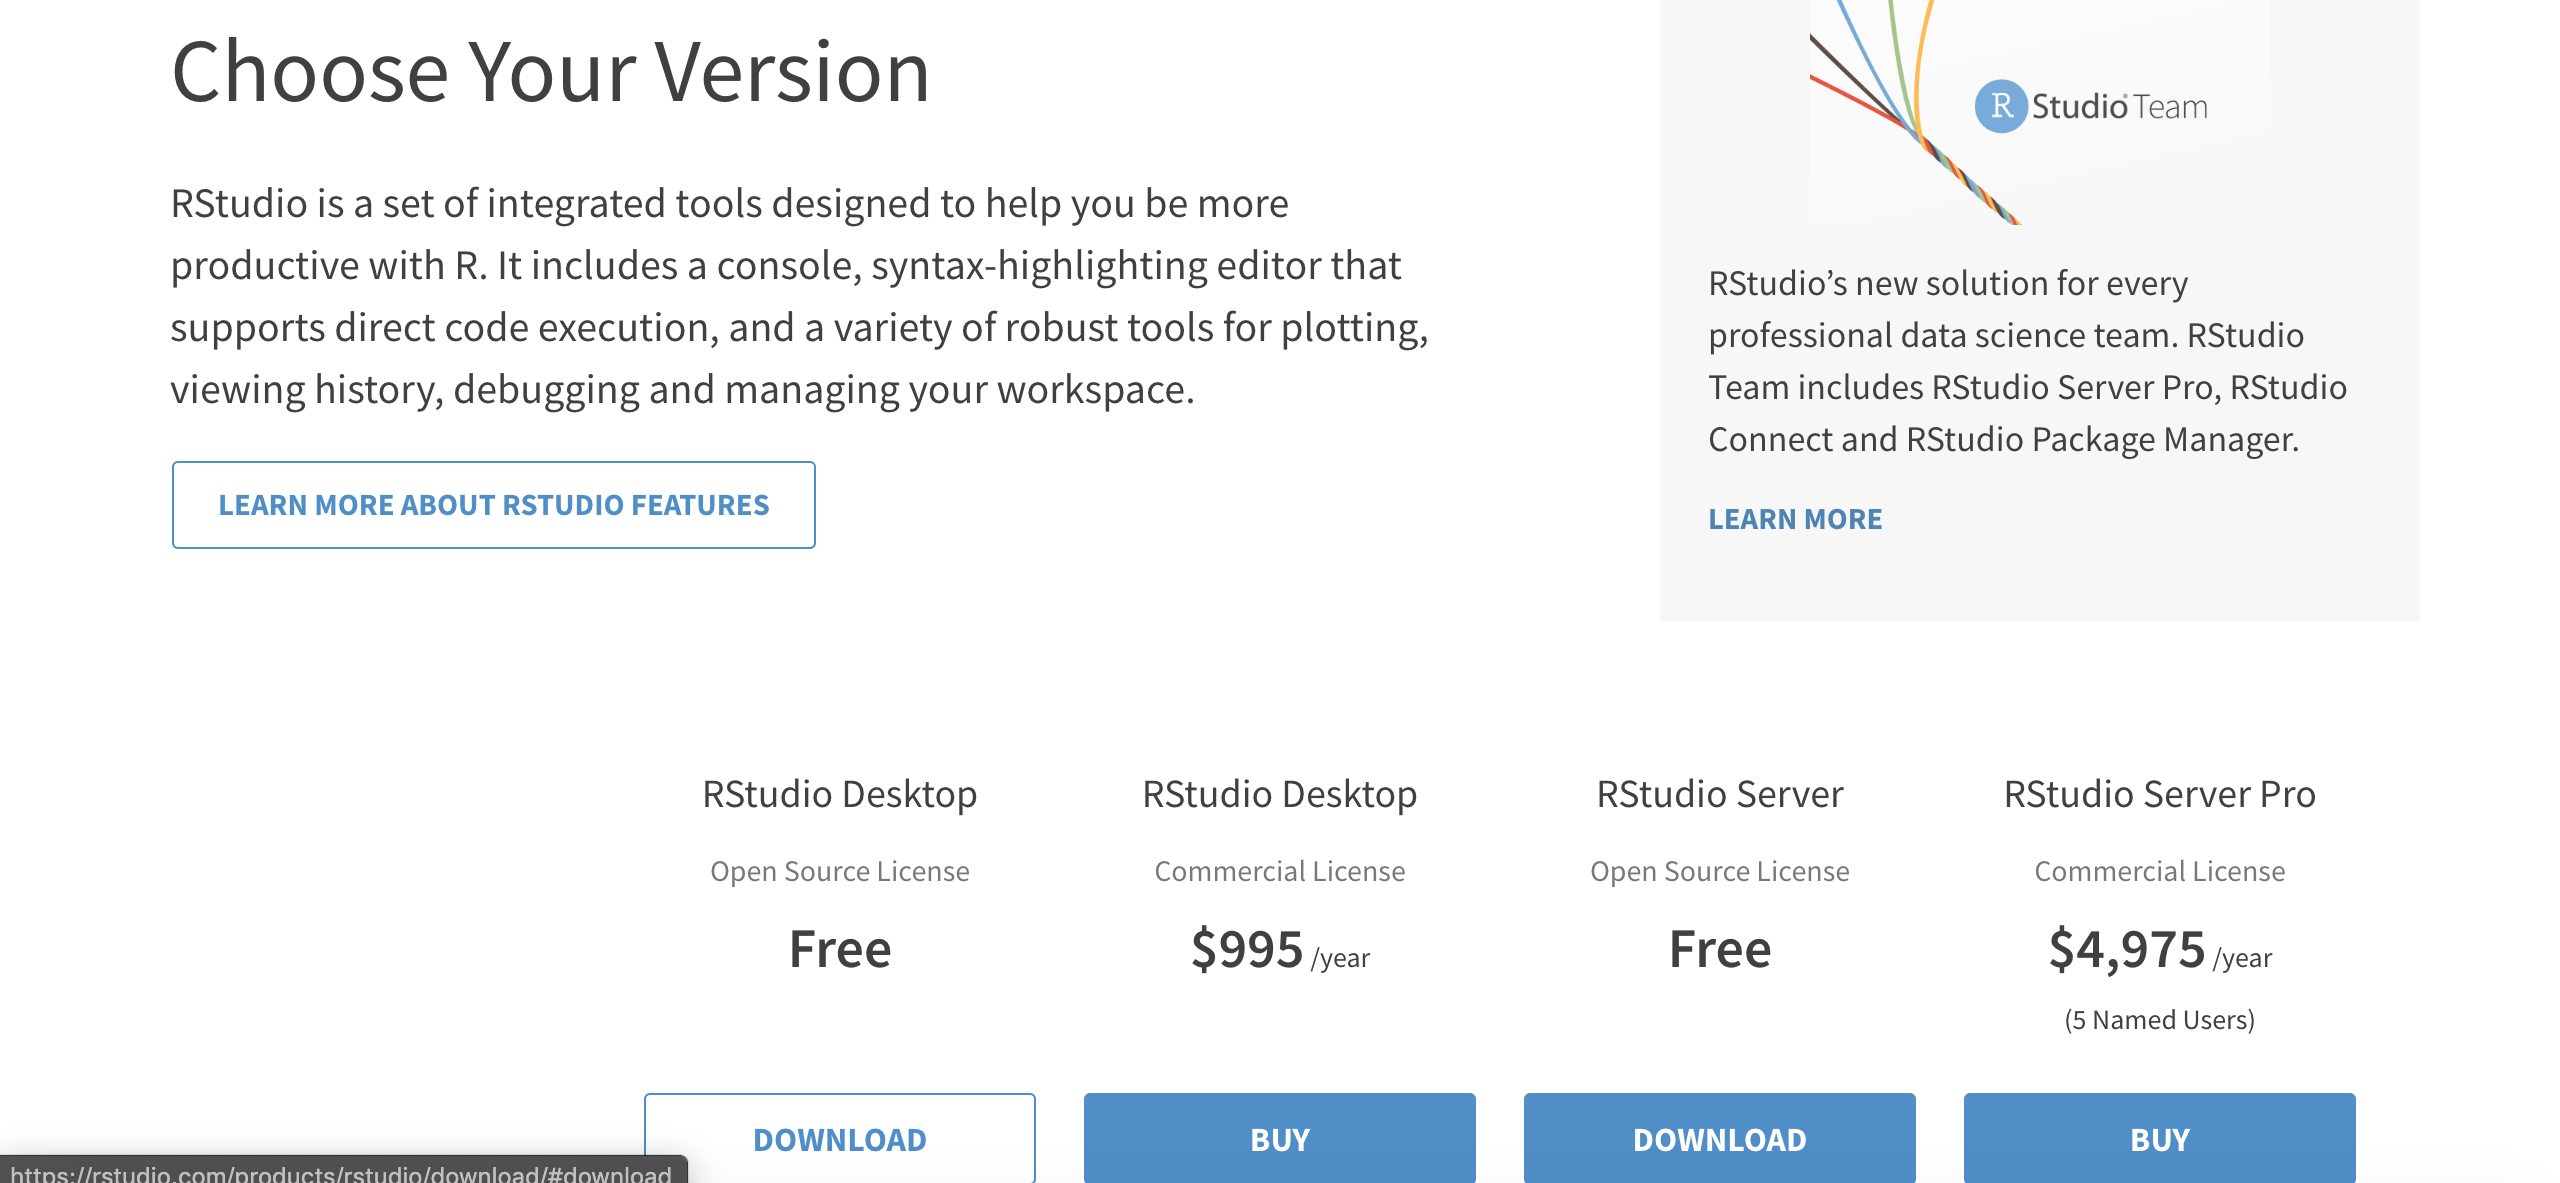 Choose Your Version
RStudio is a set of integrated tools designed to help you be more
productive with R. It includes a console, syntax-highlighting editor that
supports direct code execution, and a variety of robust tools for plotting,
viewing history, debugging and managing your workspace.
LEARN MORE ABOUT RSTUDIO FEATURES
R Studio® Team
RStudio’s new solution for every
professional data science team. RStudio
Team includes RStudio Server Pro, RStudio
Connect and RStudio Package Manager.
LEARN MORE
RStudio Desktop
Open Source License
Free
DOWNLOAD
RStudio Desktop
Commercial License
$995 /year
BUY
RStudio Server
Open Source License
Free
DOWNLOAD
RStudio Server Pro
Commercial License
$4,975 /year
(5 Named Users)
BUY
https://rstudio.com/products/rstudio/download/#download